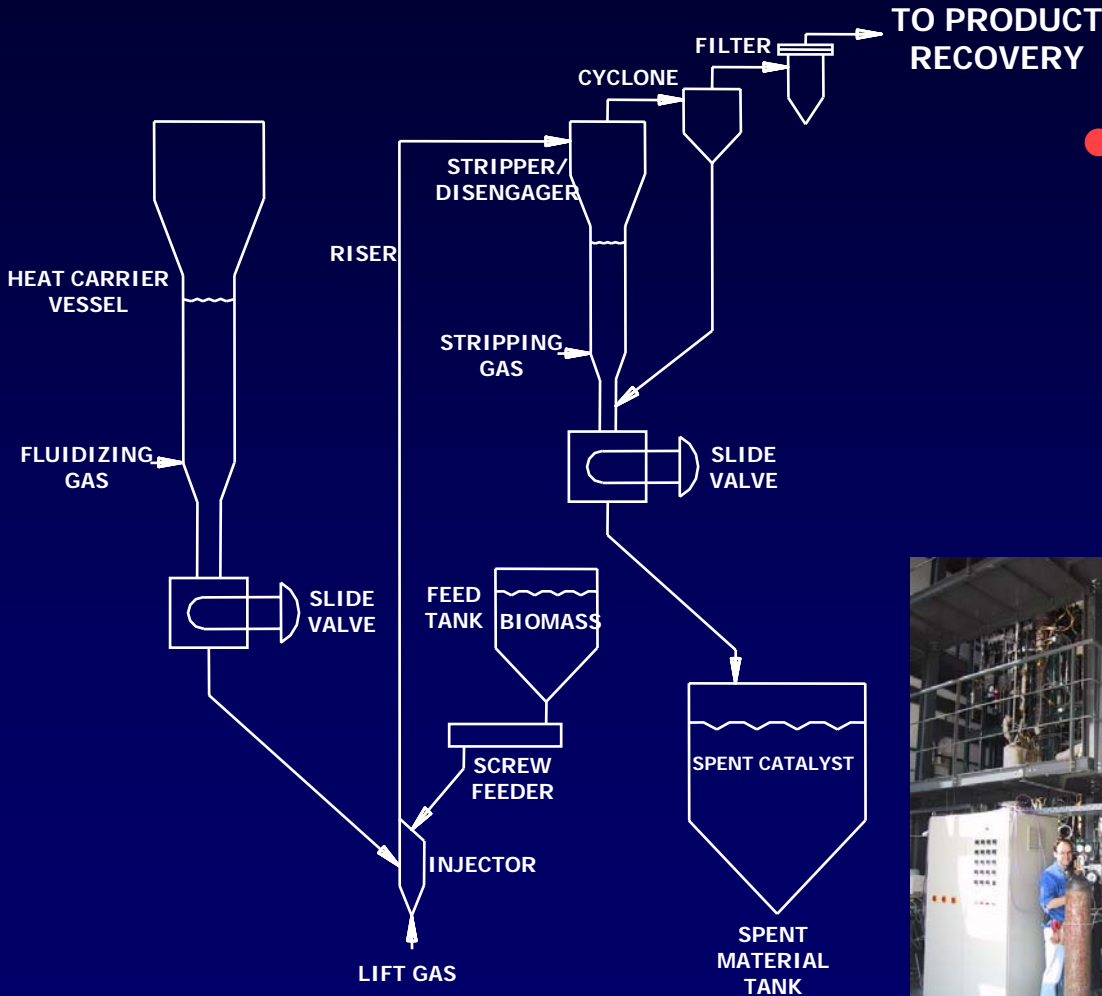 TO PRODUCT
RECOVERY
FILTER
CYCLONE
STRIPPER/
DISENGAGER
RISER
HEAT CARRIER
VESSEL
STRIPPING
GAS
FLUIDIZING
GAS
SLIDE
VALVE
SLIDE
VALVE
FEED
TANK
BIOMASS
SCREW
FEEDER
SPENT CATALYST
INJECTOR
LIFT GAS
SPENT
MATERIAL
TANK